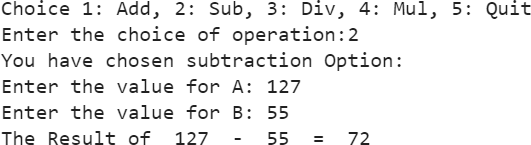 Choice 1: Add, 2: Sub, 3: Div, 4: Mul, 5: Quit
Enter the choice of operation:2
You have chosen subtraction Option:
Enter the value for A: 127
Enter the value for B: 55
The Result of  127  -  55  =  72